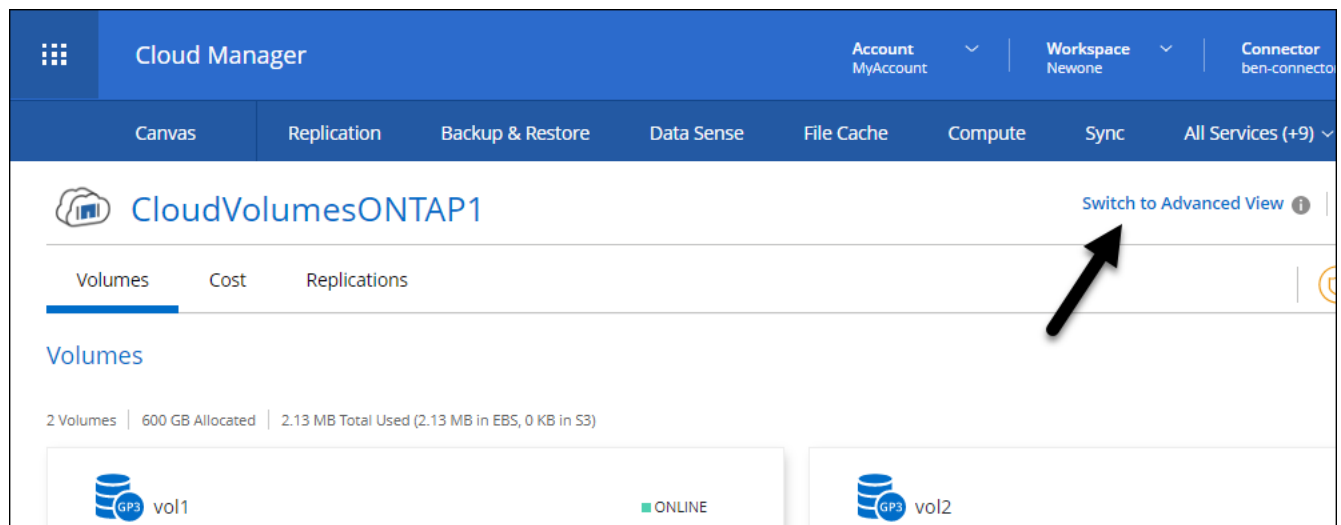 Cloud Manager
Account
MyAccount
Workspace
Newone
Connector
ben-connecto
Canvas Replication Backup & Restore Data Sense File Cache Compute Sync All Services (+9)
CloudVolumesONTAP1
Switch to Advanced View
Volumes Cost Replications
Volumes
2 Volumes | 600 GB Allocated | 2.13 MB Total Used (2.13 MB in EBS, 0 KB in S3)
GP3 vol1 ONLINE
GP3 vol2